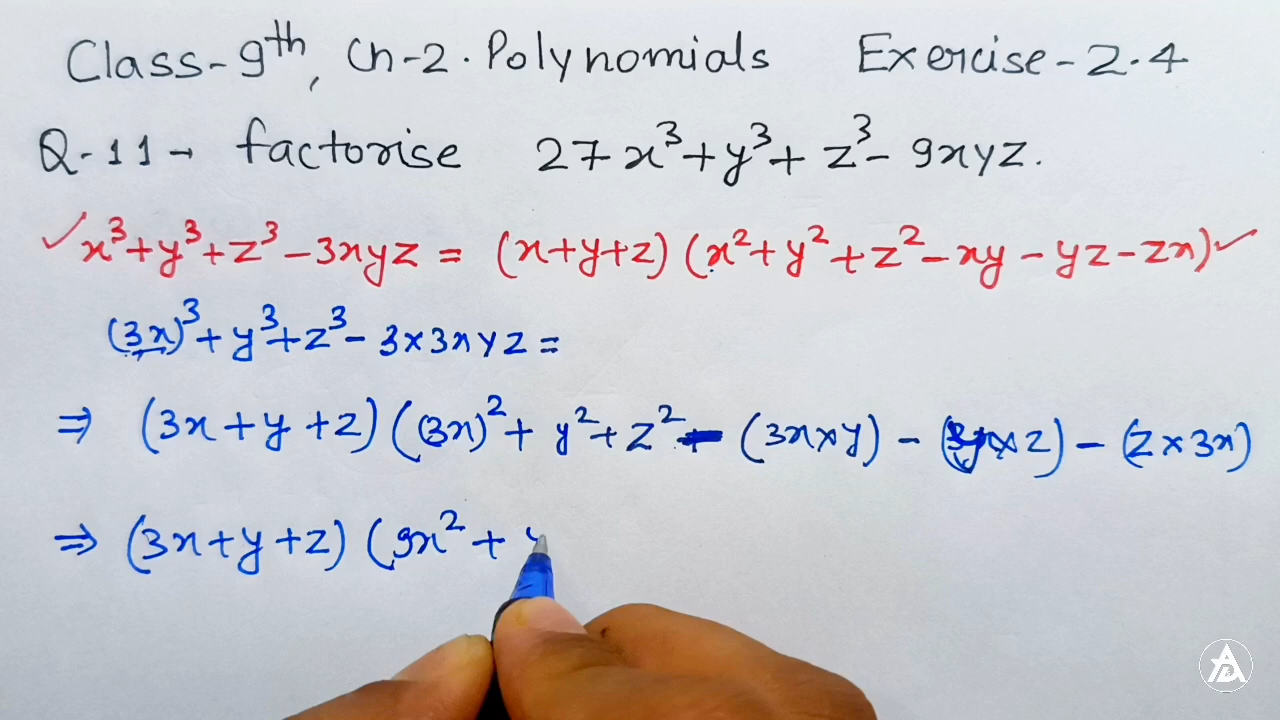 Class-9th, Ch-2. Polynomials Exercise-2.4
Q-11→ factorise 27x³+y³+z³-9xyz.
✓x³+y³+z³-3xyz = (x+y+z) (x²+y²+z²-xy-yz-zx)✓
(3x)³+y³+z³-3×3xyz=
⇒ (3x+y+z) ((3x)²+y²+z²-(3x×y)-(y×z)-(z×3x)
⇒ (3x+y+z) (9x²+